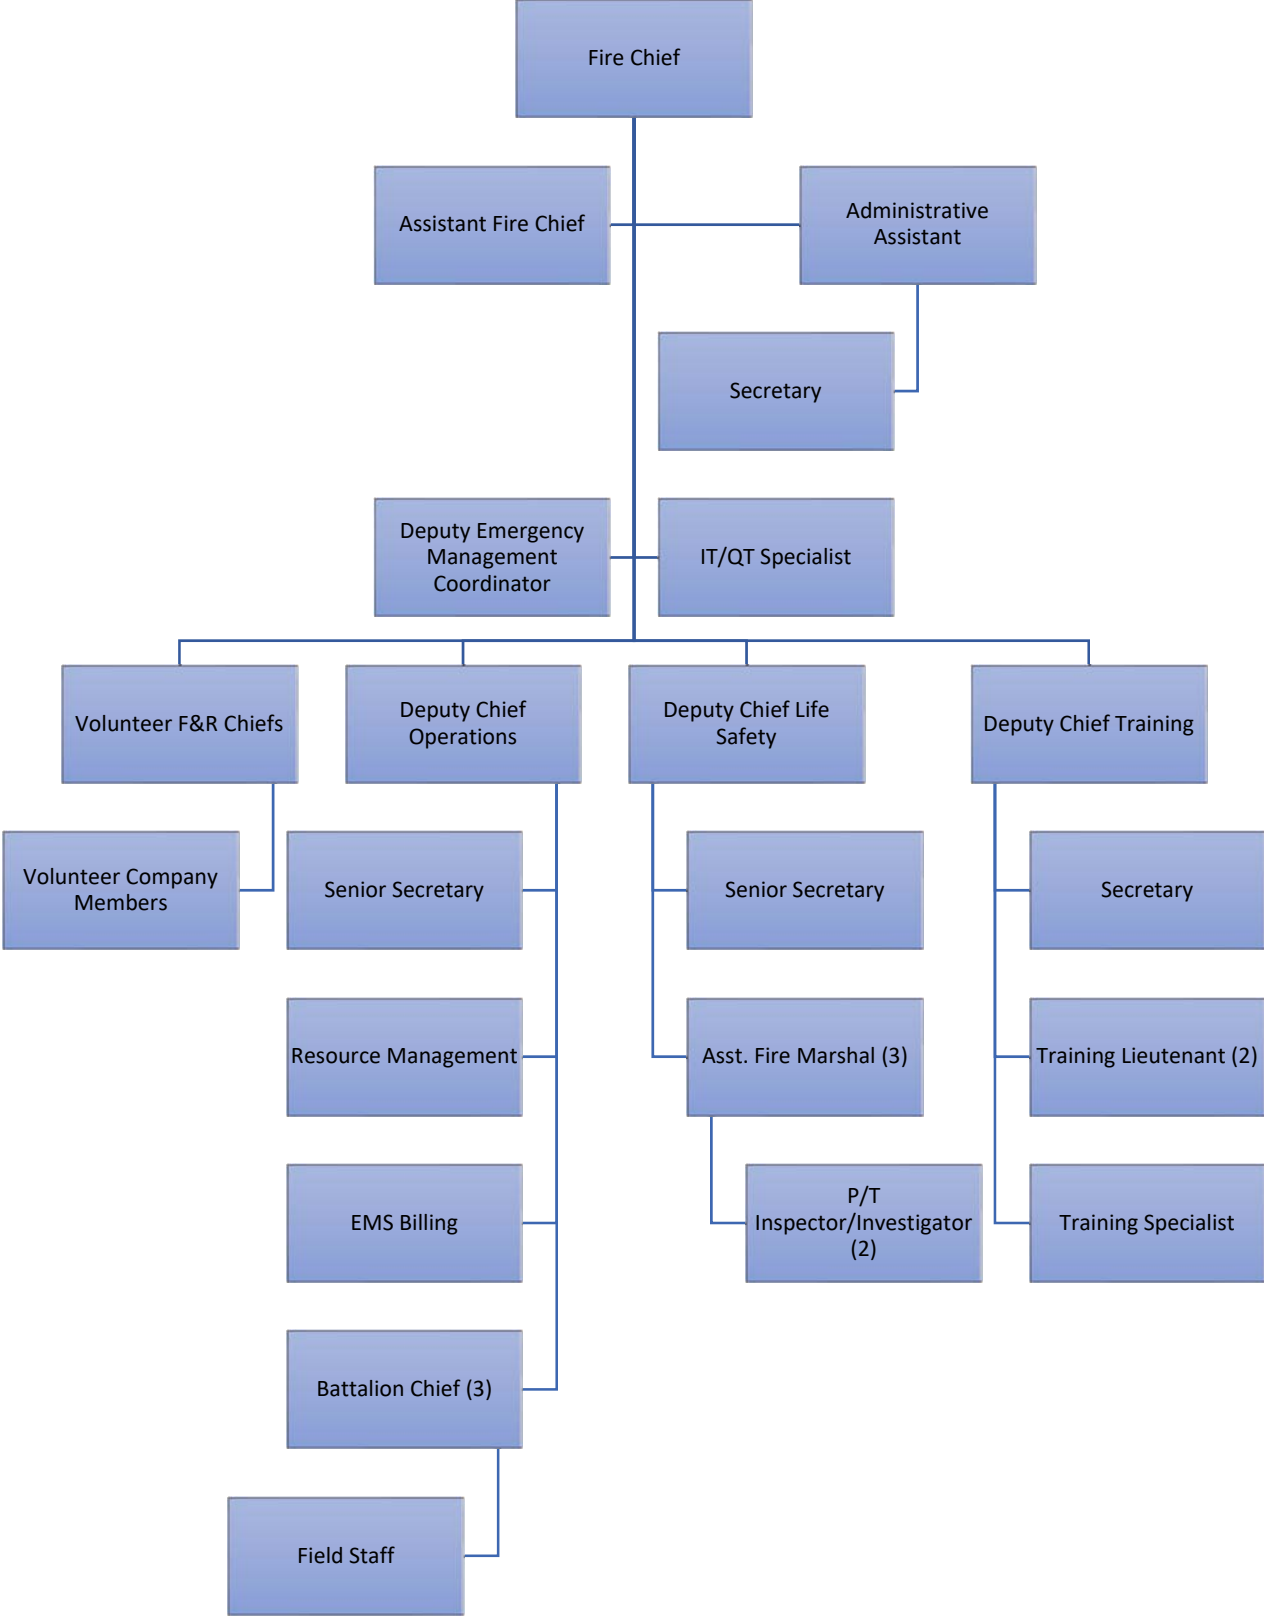 Fire Chief
Assistant Fire Chief
Administrative
Assistant
Secretary
Deputy Emergency
Management
Coordinator
IT/QT Specialist
Volunteer F&R Chiefs
Deputy Chief
Operations
Deputy Chief Life
Safety
Deputy Chief Training
Volunteer Company
Members
Senior Secretary
Senior Secretary
Secretary
Resource Management
Asst. Fire Marshal (3)
Training Lieutenant (2)
EMS Billing
P/T
Inspector/Investigator
(2)
Training Specialist
Battalion Chief (3)
Field Staff